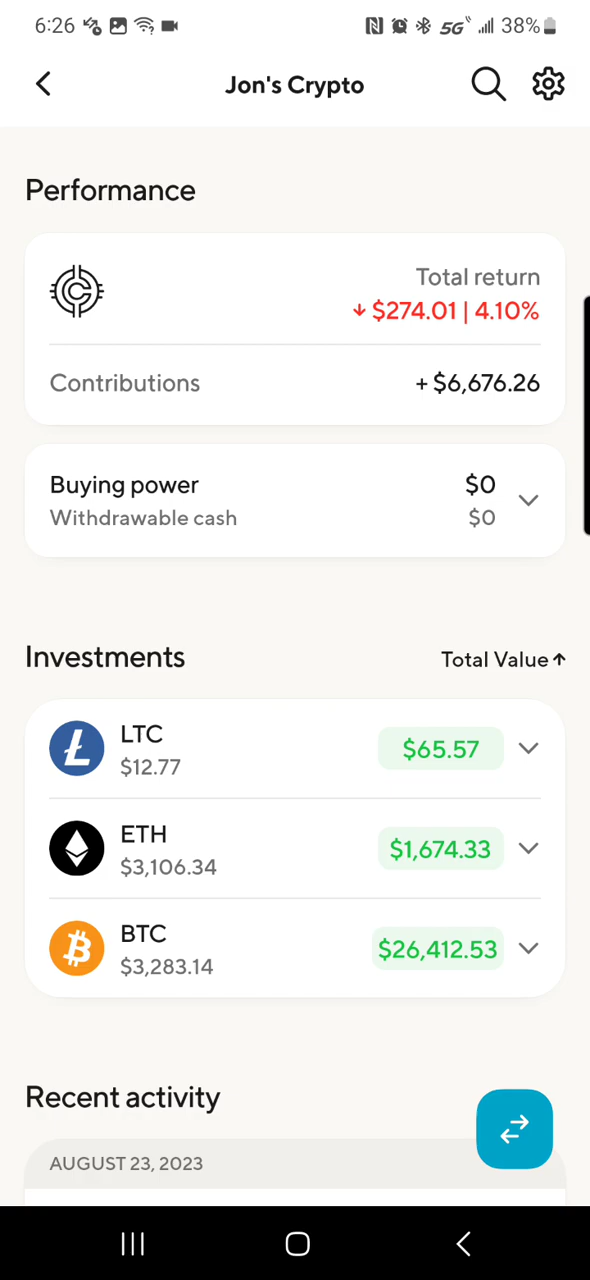 6:26 5G 38%
Jon's Crypto
Performance
Total return
↓ $274.01 | 4.10%
Contributions + $6,676.26
Buying power $0
Withdrawable cash $0
Investments Total Value ↑
LTC $65.57
$12.77
ETH $1,674.33
$3,106.34
BTC $26,412.53
$3,283.14
Recent activity
AUGUST 23, 2023